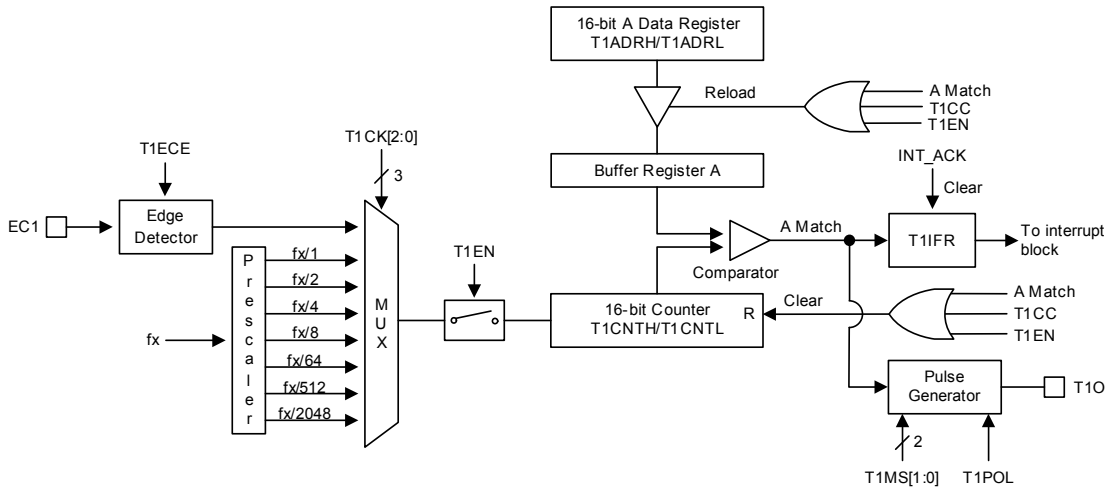 16-bit A Data Register
T1ADRH/T1ADRL
Reload
A Match
T1CC
T1EN
T1CK[2:0]
3
T1ECE
Buffer Register A
INT_ACK
Clear
EC1
Edge
Detector
A Match
T1IFR
To interrupt
block
Comparator
P
r
e
s
c
a
l
e
r
fx
fx/1
fx/2
fx/4
fx/8
fx/64
fx/512
fx/2048
M
U
X
T1EN
16-bit Counter
T1CNTH/T1CNTL
R
Clear
A Match
T1CC
T1EN
Pulse
Generator
T1O
2
T1MS[1:0]
T1POL